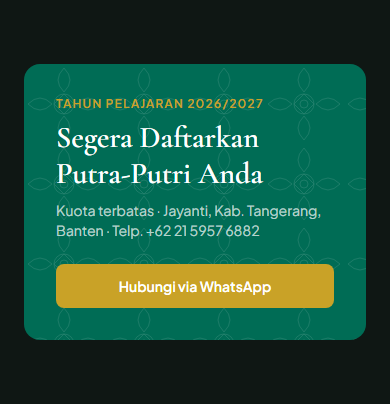 TAHUN PELAJARAN 2026/2027
Segera Daftarkan
Putra-Putri Anda
Kuota terbatas · Jayanti, Kab. Tangerang,
Banten · Telp. +62 21 5957 6882
Hubungi via WhatsApp